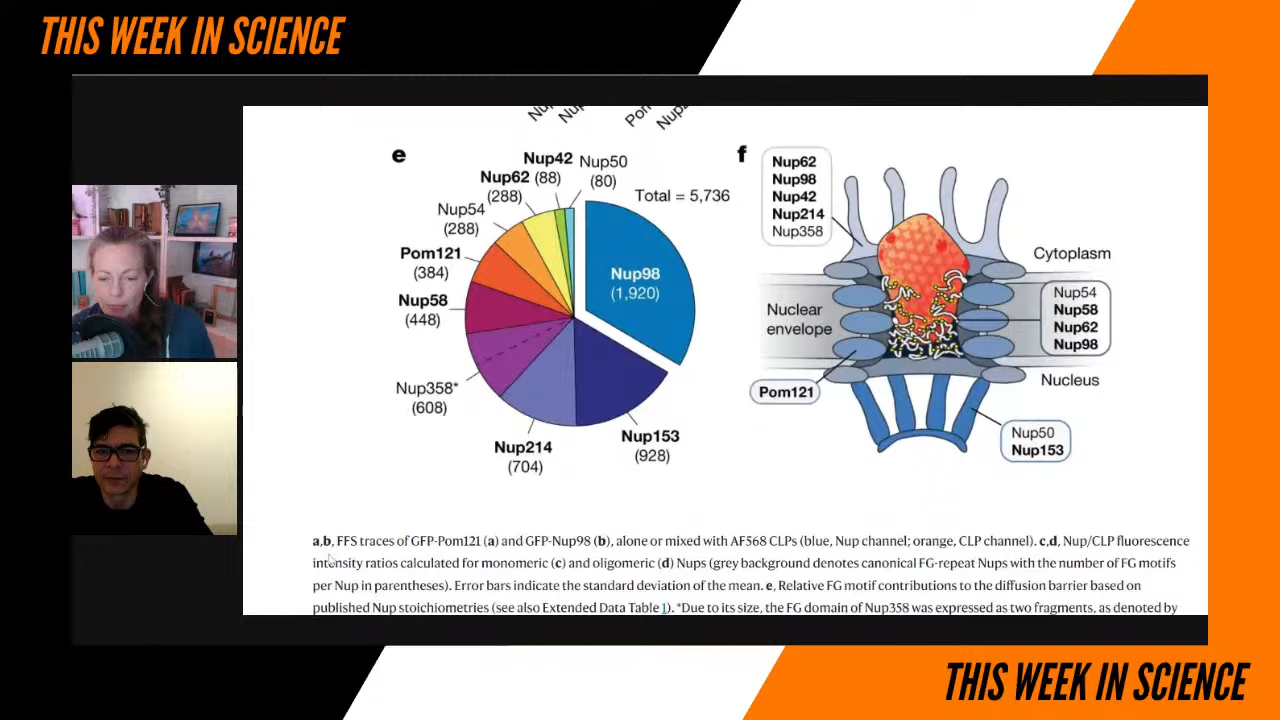 THIS WEEK IN SCIENCE
e
Nup42
Nup50
(88)
(80)
Nup62
(288)
Total = 5,736
Nup54
(288)
Pom121
(384)
Nup98
(1,920)
Nup58
(448)
Nup358*
(608)
Nup214
(704)
Nup153
(928)
f
Nup62
Nup98
Nup42
Nup214
Nup358
Cytoplasm
Nuclear
envelope
Nup54
Nup58
Nup62
Nup98
Nucleus
Pom121
Nup50
Nup153
a,b, FFS traces of GFP-Pom121 (a) and GFP-Nup98 (b), alone or mixed with AF568 CLPs (blue, Nup channel; orange, CLP channel). c,d, Nup/CLP fluorescence
intensity ratios calculated for monomeric (c) and oligomeric (d) Nups (grey background denotes canonical FG-repeat Nups with the number of FG motifs
per Nup in parentheses). Error bars indicate the standard deviation of the mean. e, Relative FG motif contributions to the diffusion barrier based on
published Nup stoichiometries (see also Extended Data Table 1). *Due to its size, the FG domain of Nup358 was expressed as two fragments, as denoted by
THIS WEEK IN SCIENCE